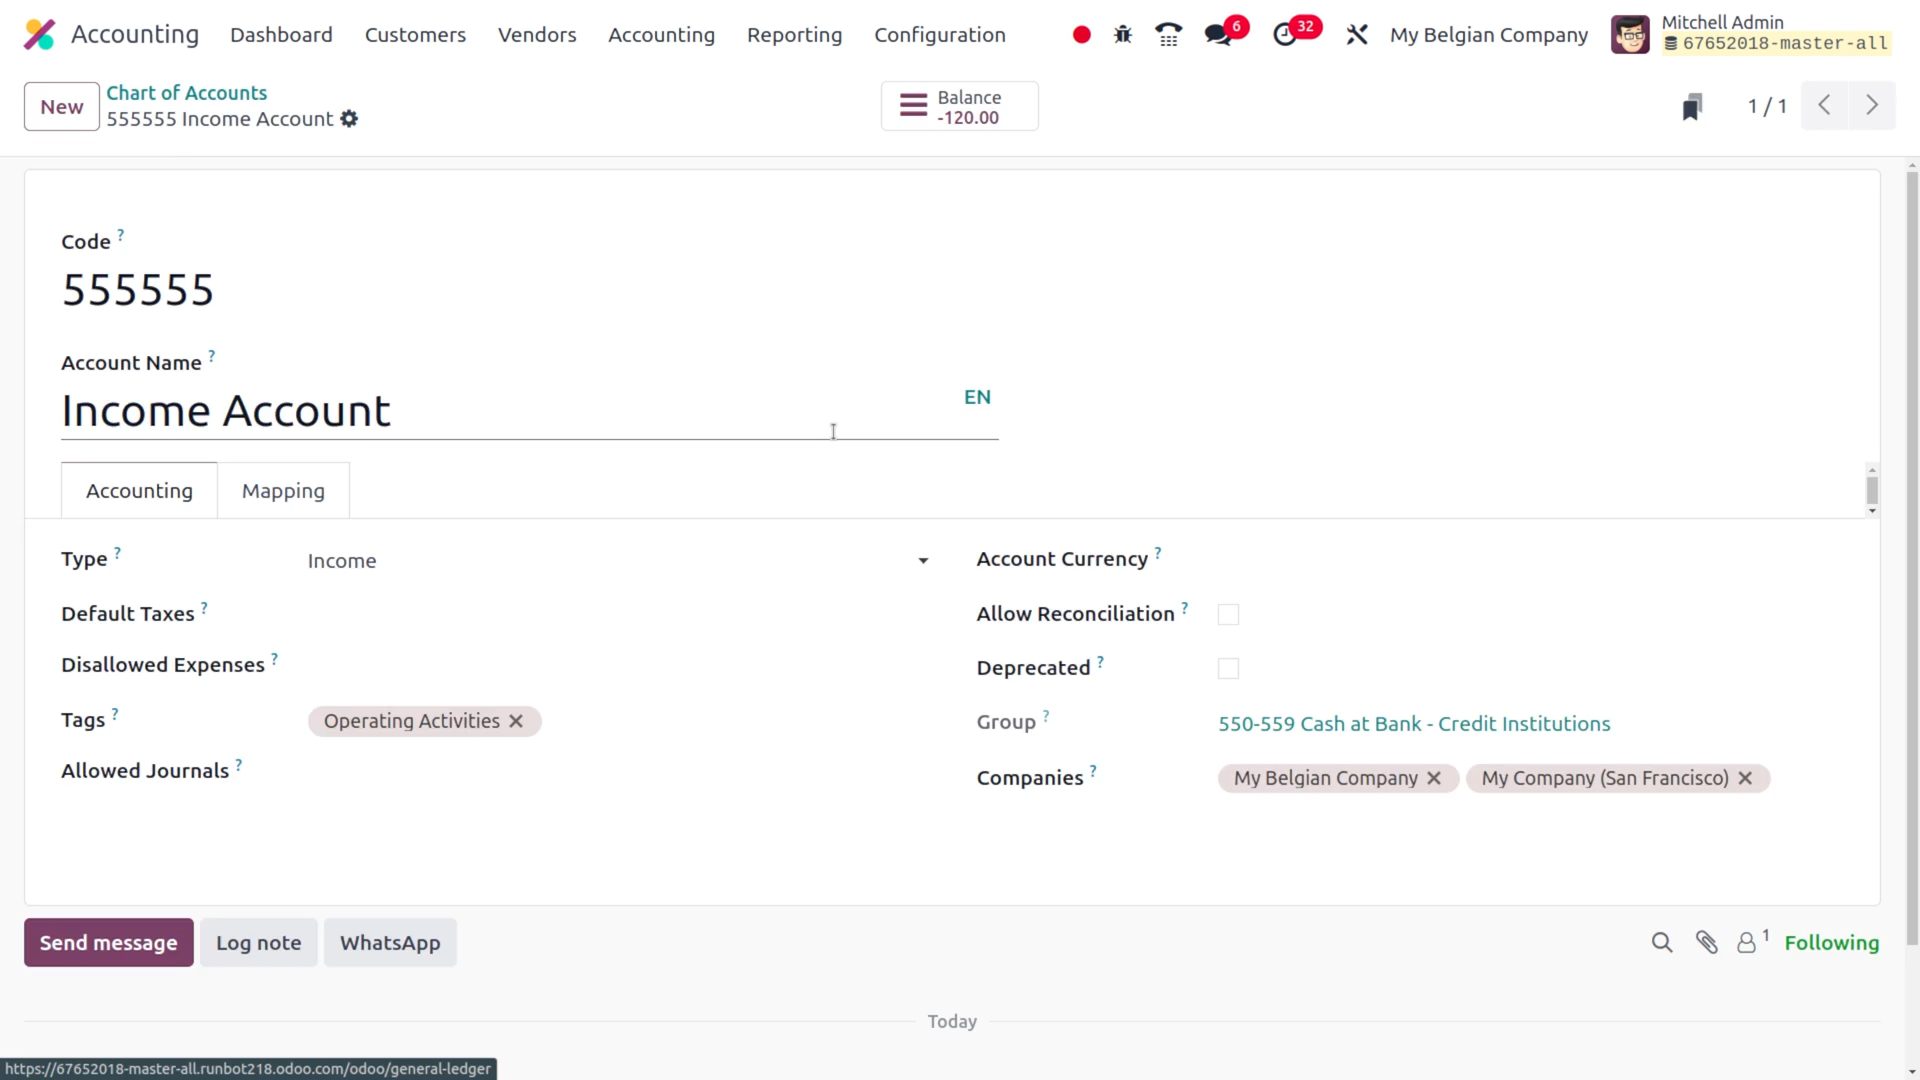 Accounting Dashboard Customers Vendors Accounting Reporting Configuration 6 32 My Belgian Company Mitchell Admin
67652018-master-all
New Chart of Accounts
555555 Income Account
Balance
-120.00
1 / 1
Code ?
555555
Account Name ?
Income Account EN
Accounting Mapping
Type ? Income Account Currency ?
Default Taxes ? Allow Reconciliation ?
Disallowed Expenses ? Deprecated ?
Tags ? Operating Activities Group ? 550-559 Cash at Bank - Credit Institutions
Allowed Journals ? Companies ? My Belgian Company My Company (San Francisco)
Send message Log note WhatsApp 1 Following
Today
https://67652018-master-all.runbot218.odoo.com/odoo/general-ledger